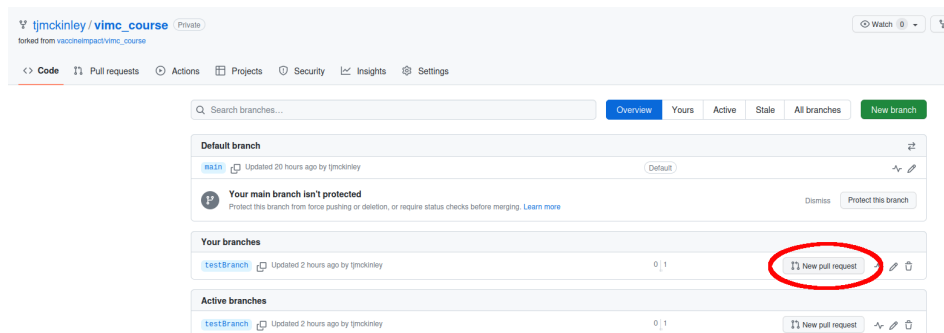 tjmckinley / vimc_course Private
Watch 0
forked from vaccineimpact/vimc_course
<> Code Pull requests Actions Projects Security Insights Settings
Search branches... Overview Yours Active Stale All branches New branch
Default branch
main Updated 20 hours ago by tjmckinley Default
Your main branch isn't protected
Protect this branch from force pushing or deletion, or require status checks before merging. Learn more
Dismiss Protect this branch
Your branches
testBranch Updated 2 hours ago by tjmckinley 0 1 New pull request
Active branches
testBranch Updated 2 hours ago by tjmckinley 0 1 New pull request